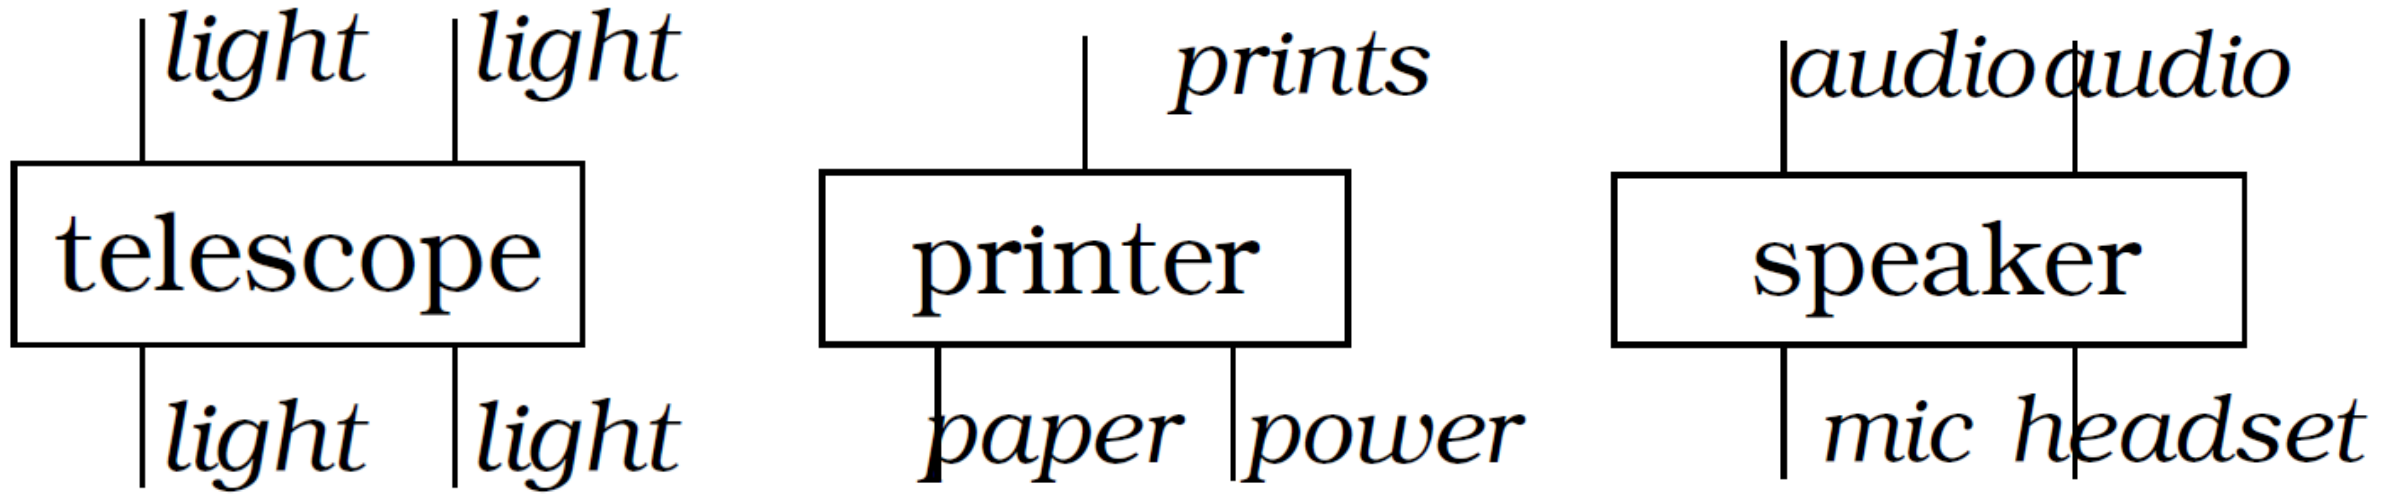 light light prints audio audio
telescope printer speaker
light light paper power mic headset